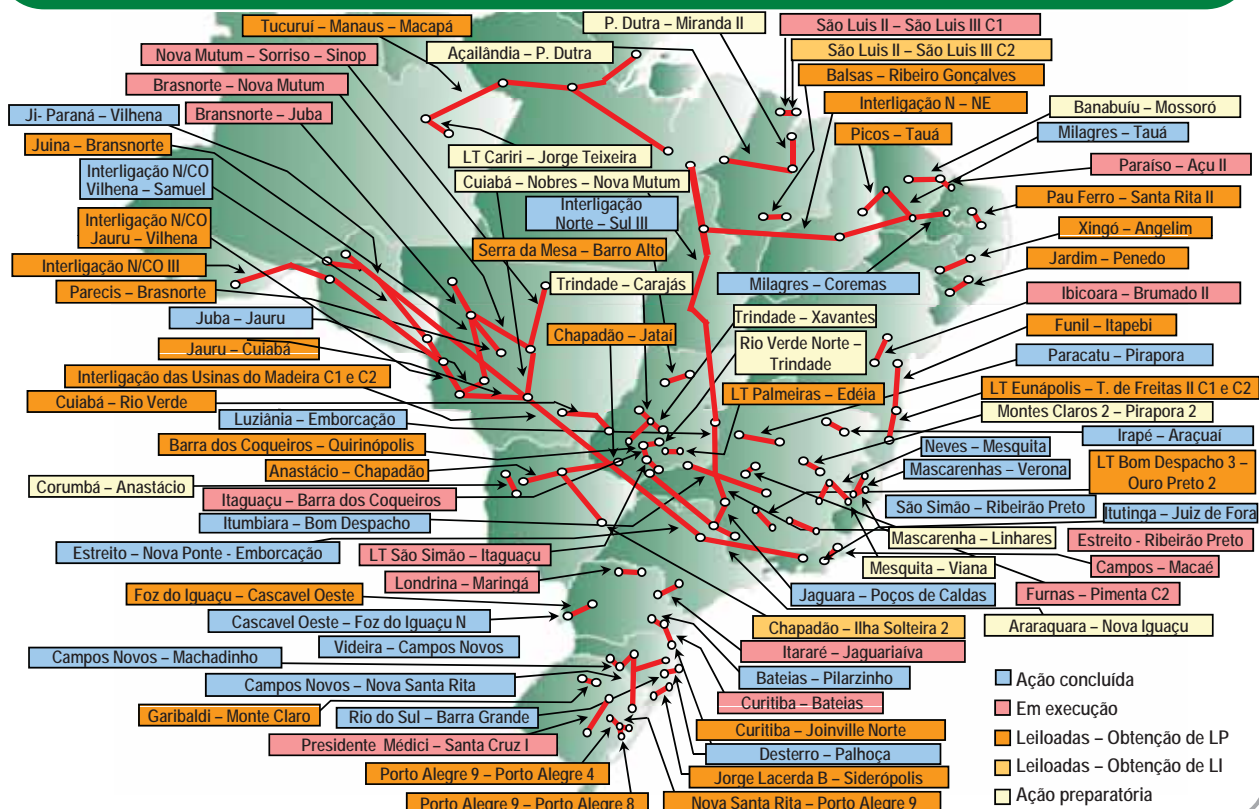 Tucuruí – Manaus – Macapá
P. Dutra – Miranda II
São Luis II – São Luis III C1
São Luis II – São Luis III C2
Nova Mutum – Sorriso – Sinop
Açailândia – P. Dutra
Balsas – Ribeiro Gonçalves
Brasnorte – Nova Mutum
Interligação N – NE
Banabuíu – Mossoró
Ji- Paraná – Vilhena
Bransnorte – Juba
Picos – Tauá
Milagres – Tauá
Juina – Bransnorte
LT Cariri – Jorge Teixeira
Paraíso – Açu II
Interligação N/CO
Vilhena – Samuel
Cuiabá – Nobres – Nova Mutum
Pau Ferro – Santa Rita II
Interligação
Norte – Sul III
Interligação N/CO
Jauru – Vilhena
Xingó – Angelim
Serra da Mesa – Barro Alto
Interligação N/CO III
Jardim – Penedo
Trindade – Carajás
Milagres – Coremas
Parecis – Brasnorte
Ibicoara – Brumado II
Juba – Jauru
Trindade – Xavantes
Funil – Itapebi
Chapadão – Jataí
Rio Verde Norte –
Trindade
Jauru – Cuiabá
Paracatu – Pirapora
Interligação das Usinas do Madeira C1 e C2
LT Palmeiras – Edéia
LT Eunápolis – T. de Freitas II C1 e C2
Cuiabá – Rio Verde
Montes Claros 2 – Pirapora 2
Luziânia – Emborcação
Irapé – Araçuaí
Barra dos Coqueiros – Quirinópolis
Neves – Mesquita
Anastácio – Chapadão
Mascarenhas – Verona
LT Bom Despacho 3 –
Ouro Preto 2
Corumbá – Anastácio
Itaguaçu – Barra dos Coqueiros
São Simão – Ribeirão Preto
Itutinga – Juiz de Fora
Itumbiara – Bom Despacho
Mascarenha – Linhares
Estreito - Ribeirão Preto
Estreito – Nova Ponte - Emborcação
LT São Simão – Itaguaçu
Mesquita – Viana
Campos – Macaé
Londrina – Maringá
Jaguara – Poços de Caldas
Furnas – Pimenta C2
Foz do Iguaçu – Cascavel Oeste
Cascavel Oeste – Foz do Iguaçu N
Chapadão – Ilha Solteira 2
Araraquara – Nova Iguaçu
Videira – Campos Novos
Itararé – Jaguariaíva
Campos Novos – Machadinho
Bateias – Pilarzinho
Campos Novos – Nova Santa Rita
Curitiba – Bateias
Garibaldi – Monte Claro
Rio do Sul – Barra Grande
Curitiba – Joinville Norte
Presidente Médici – Santa Cruz I
Desterro – Palhoça
Porto Alegre 9 – Porto Alegre 4
Jorge Lacerda B – Siderópolis
Porto Alegre 9 – Porto Alegre 8
Nova Santa Rita – Porto Alegre 9
Ação concluída
Em execução
Leiloadas – Obtenção de LP
Leiloadas – Obtenção de LI
Ação preparatória